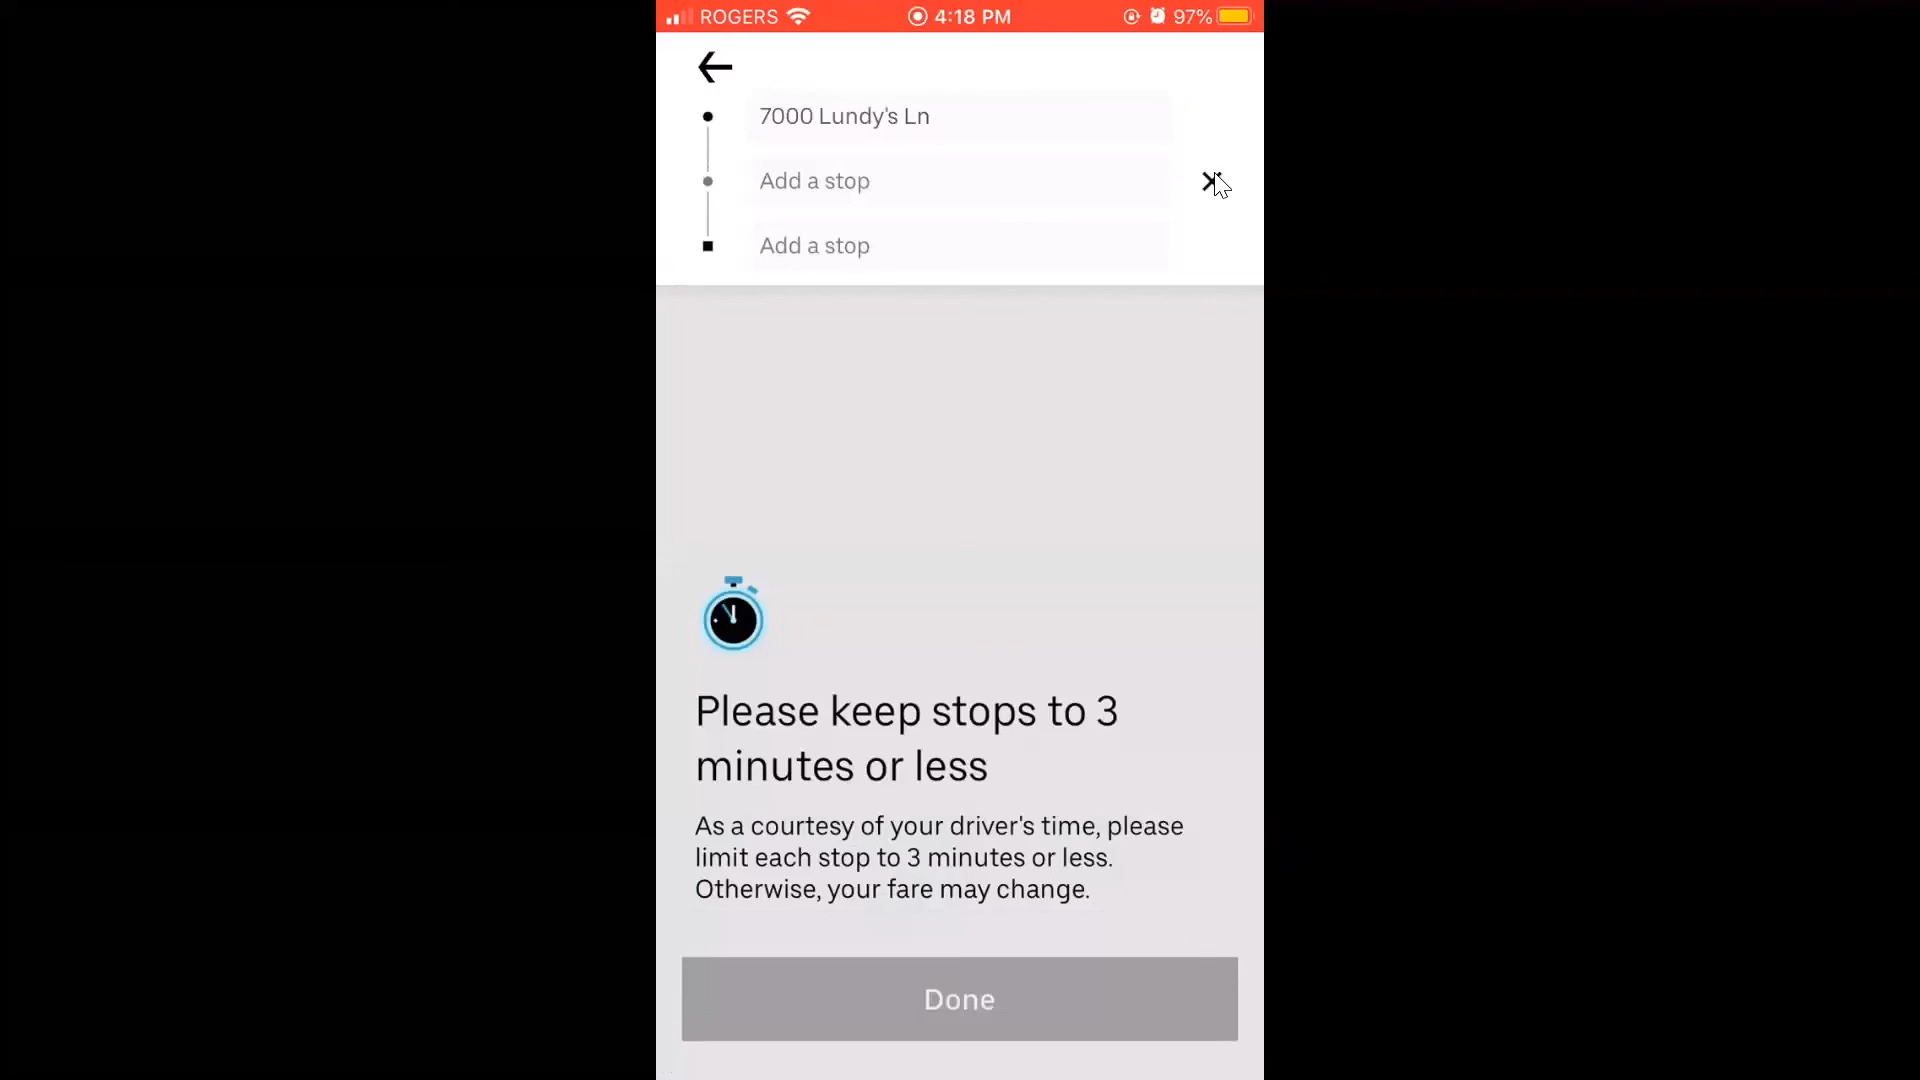 ROGERS 4:18 PM 97%
7000 Lundy's Ln
Add a stop
Add a stop
Please keep stops to 3
minutes or less
As a courtesy of your driver's time, please
limit each stop to 3 minutes or less.
Otherwise, your fare may change.
Done